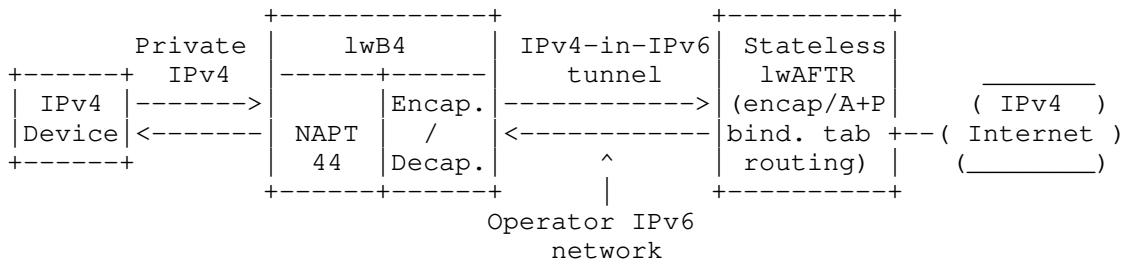 Private lwB4 IPv4-in-IPv6 Stateless
IPv4 tunnel lwAFTR
IPv4 Encap. (encap/A+P ( IPv4 )
Device NAPT / bind. tab ( Internet )
44 Decap. routing) ( )
Operator IPv6
network